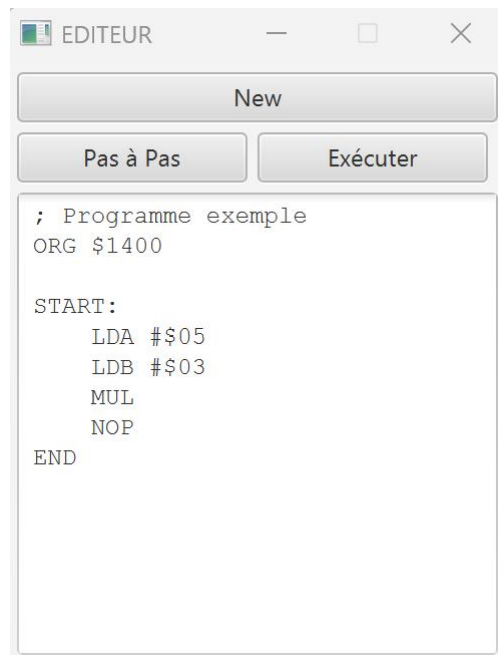 EDITEUR
New
Pas à Pas
Exécuter
; Programme exemple
ORG $1400
START:
LDA #$05
LDB #$03
MUL
NOP
END